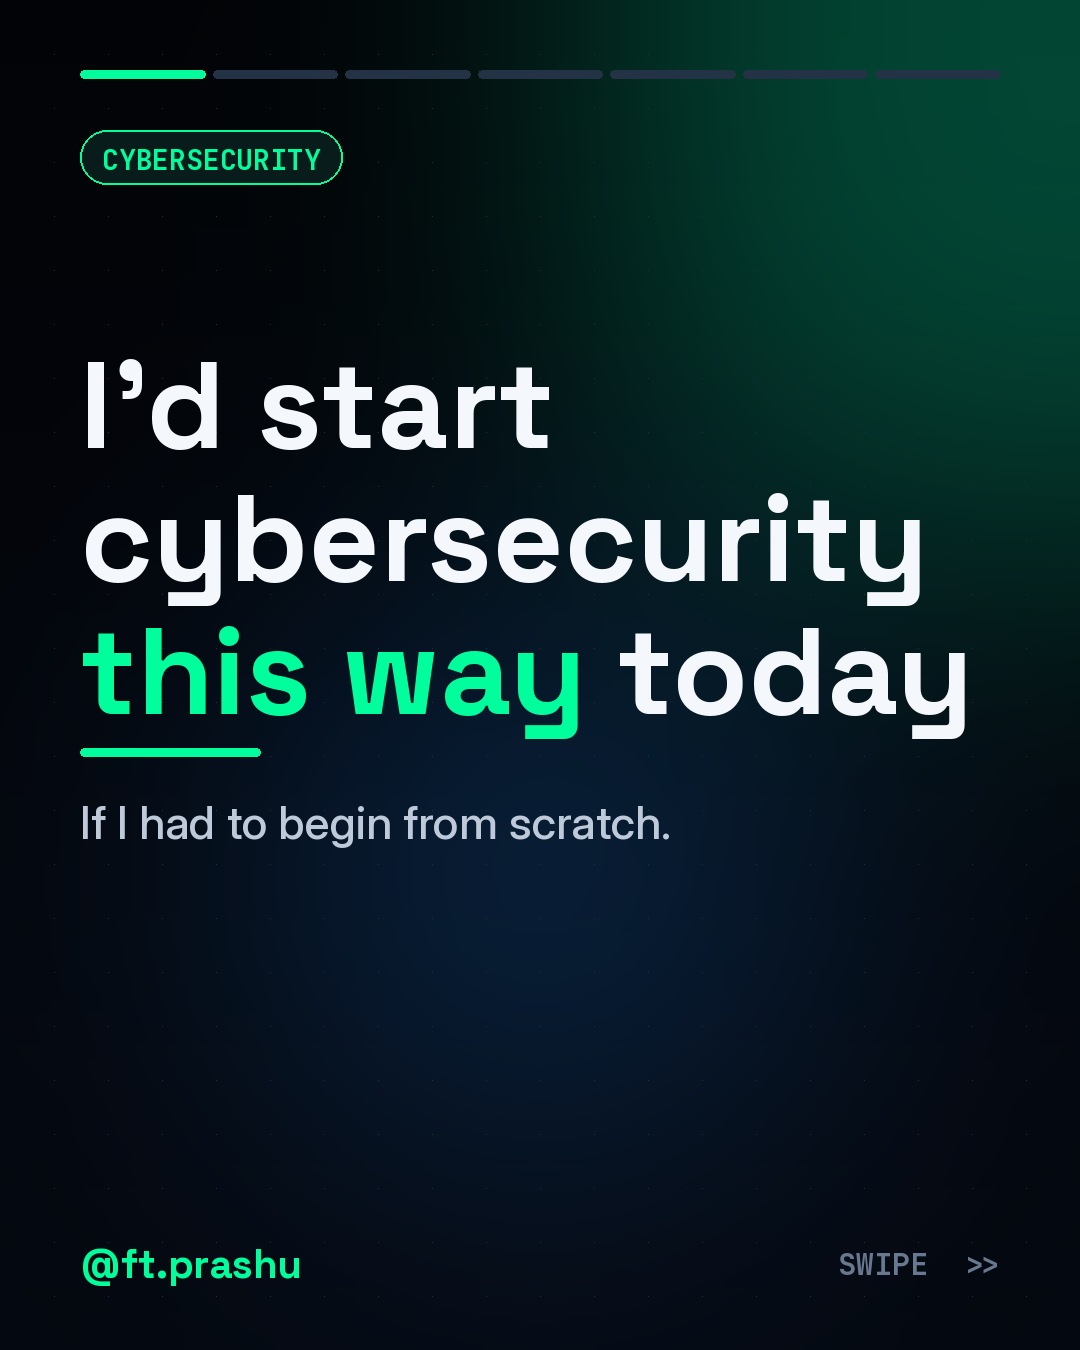 CYBERSECURITY
I’d start
cybersecurity
this way today
If I had to begin from scratch.
@ft.prashu
SWIPE >>